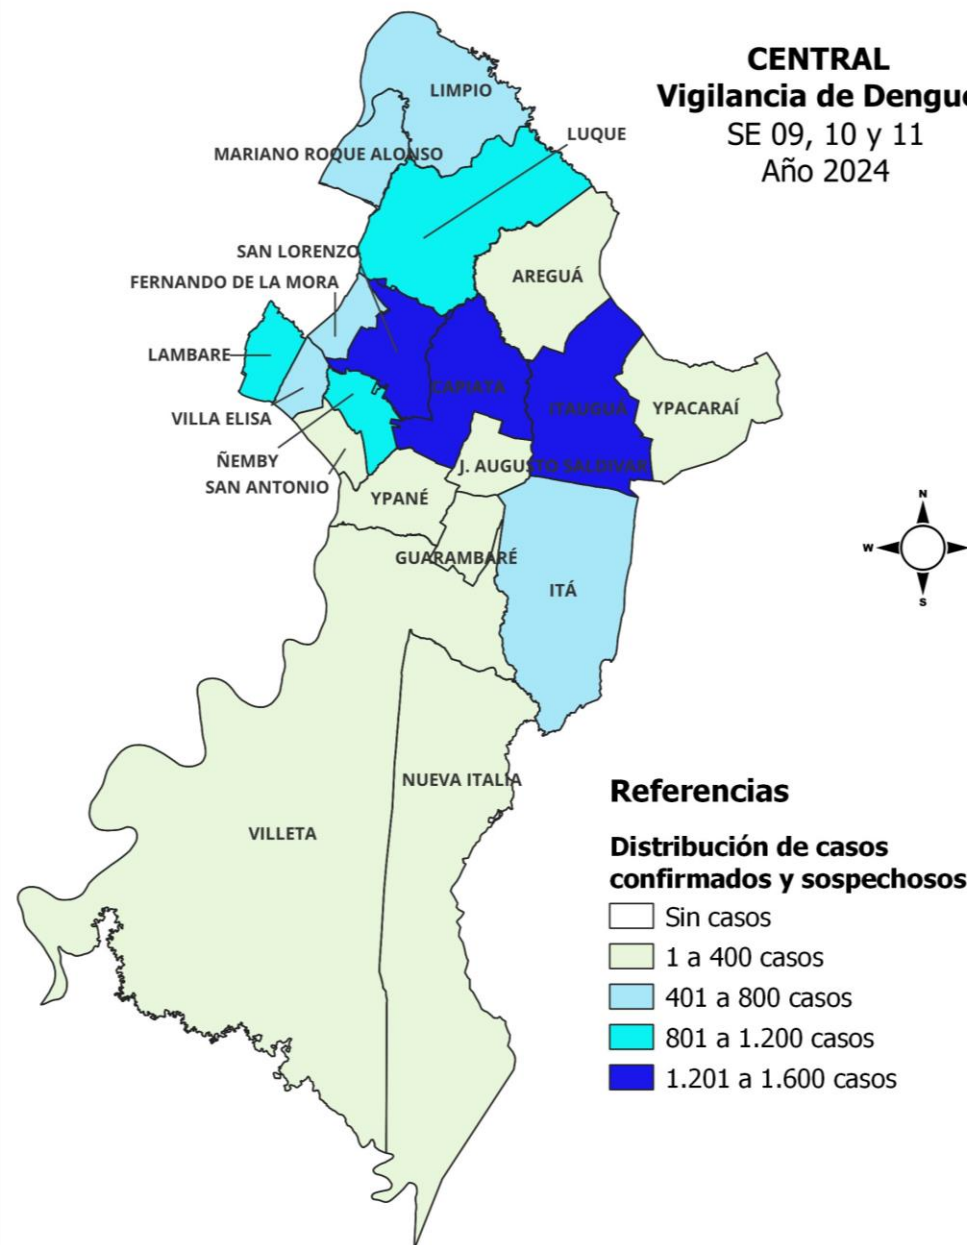 CENTRAL
Vigilancia de Dengue
SE 09, 10 y 11
Año 2024
LIMPIO
LUQUE
MARIANO ROQUE ALONSO
SAN LORENZO
AREGUÁ
FERNANDO DE LA MORA
LAMBARE
CAPIATA
ITAUGUÁ
YPACARAÍ
VILLA ELISA
ÑEMBY
J. AUGUSTO SALDIVAR
SAN ANTONIO
YPANÉ
GUARAMBARÉ
ITÁ
N
W
S
NUEVA ITALIA
VILLETA
Referencias
Distribución de casos
confirmados y sospechosos
Sin casos
1 a 400 casos
401 a 800 casos
801 a 1.200 casos
1.201 a 1.600 casos